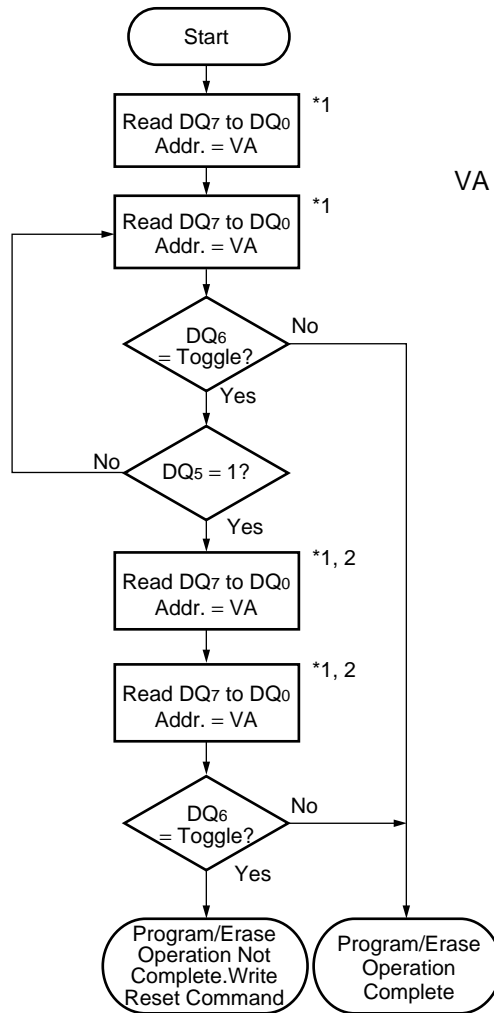 Start
Read DQ7 to DQ0
Addr. = VA
*1
VA
Read DQ7 to DQ0
Addr. = VA
*1
DQ6
= Toggle?
No
Yes
DQ5 = 1?
No
Yes
Read DQ7 to DQ0
Addr. = VA
*1, 2
Read DQ7 to DQ0
Addr. = VA
*1, 2
DQ6
= Toggle?
No
Yes
Program/Erase
Operation Not
Complete.Write
Reset Command
Program/Erase
Operation
Complete